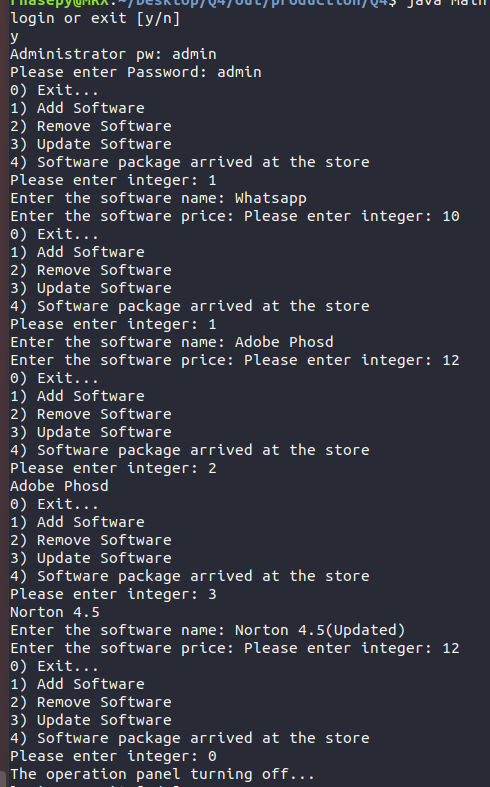 login or exit [y/n]
y
Administrator pw: admin
Please enter Password: admin
0) Exit...
1) Add Software
2) Remove Software
3) Update Software
4) Software package arrived at the store
Please enter integer: 1
Enter the software name: Whatsapp
Enter the software price: Please enter integer: 10
0) Exit...
1) Add Software
2) Remove Software
3) Update Software
4) Software package arrived at the store
Please enter integer: 1
Enter the software name: Adobe Phosd
Enter the software price: Please enter integer: 12
0) Exit...
1) Add Software
2) Remove Software
3) Update Software
4) Software package arrived at the store
Please enter integer: 2
Adobe Phosd
0) Exit...
1) Add Software
2) Remove Software
3) Update Software
4) Software package arrived at the store
Please enter integer: 3
Norton 4.5
Enter the software name: Norton 4.5(Updated)
Enter the software price: Please enter integer: 12
0) Exit...
1) Add Software
2) Remove Software
3) Update Software
4) Software package arrived at the store
Please enter integer: 0
The operation panel turning off...